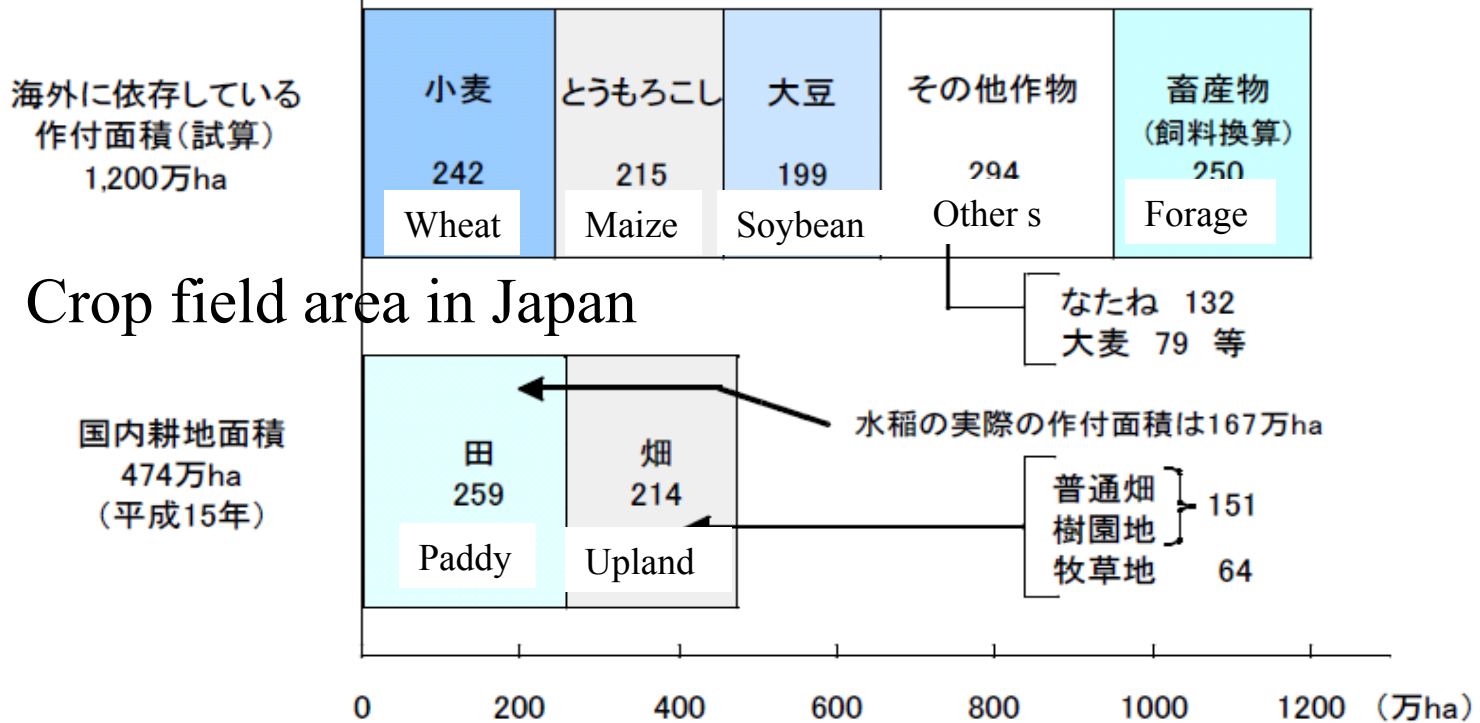 海外に依存している
作付面積(試算)
1,200万ha
小麦
242
Wheat
とうもろこし
215
Maize
大豆
199
Soybean
その他作物
294
Other s
畜産物
(飼料換算)
250
Forage
なたね 132
大麦 79 等
Crop field area in Japan
国内耕地面積
474万ha
(平成15年)
田
259
Paddy
畑
214
Upland
水稲の実際の作付面積は167万ha
普通畑
樹園地
151
牧草地 64
0 200 400 600 800 1000 1200 (万ha)